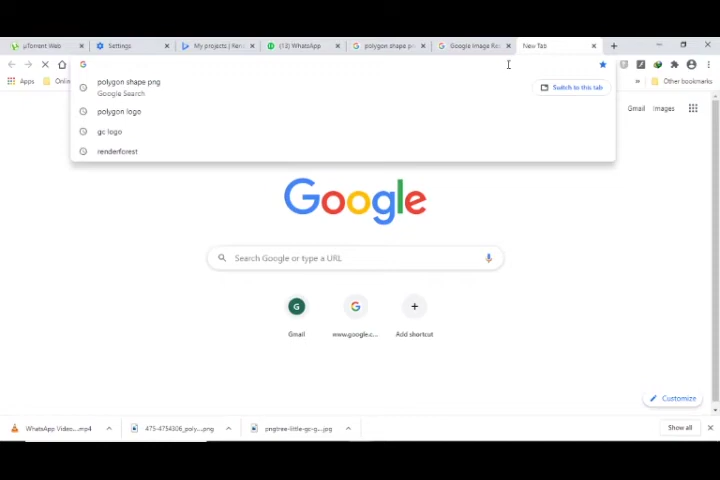 μTorrent Web
Settings
My projects | Ren
(13) WhatsApp
polygon shape pn
Google Image Re
New Tab
polygon shape png
Google Search
Switch to this tab
polygon logo
gc logo
renderforest
Apps
Onlin
Other bookmarks
Gmail
Images
Google
Search Google or type a URL
G
Gmail
www.google.c...
Add shortcut
Customize
WhatsApp Video....mp4
475-4754306_poly...png
pngtree-little-gc-g....jpg
Show all